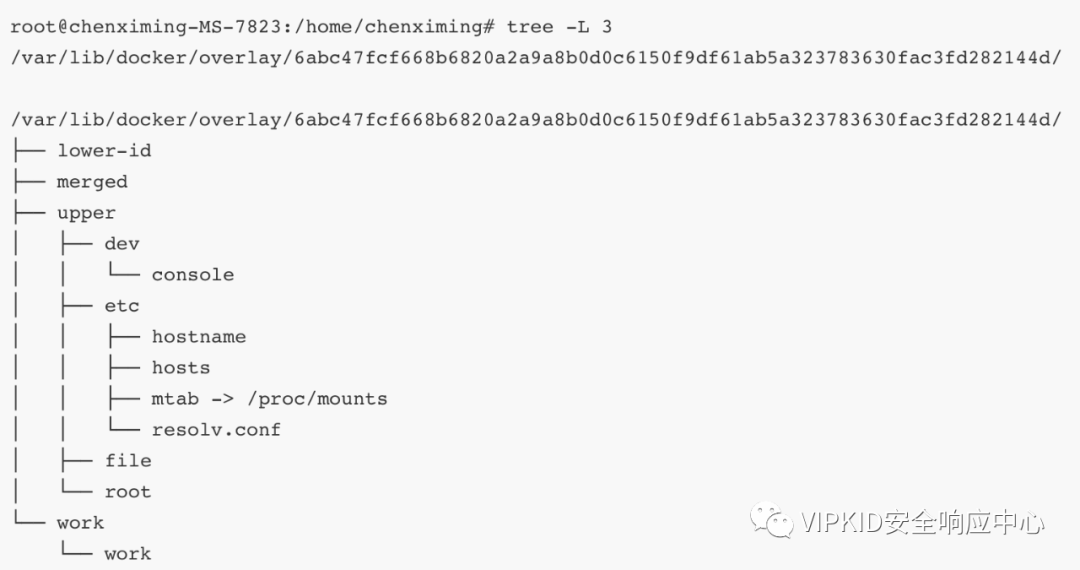 root@chenximing-MS-7823:/home/chenximing# tree -L 3
/var/lib/docker/overlay/6abc47fcf668b6820a2a9a8b0d0c6150f9df61ab5a323783630fac3fd282144d/
/var/lib/docker/overlay/6abc47fcf668b6820a2a9a8b0d0c6150f9df61ab5a323783630fac3fd282144d/
├── lower-id
├── merged
├── upper
│   ├── dev
│   │   └── console
│   ├── etc
│   │   ├── hostname
│   │   ├── hosts
│   │   ├── mtab -> /proc/mounts
│   │   └── resolv.conf
│   ├── file
│   └── root
└── work
    └── work
VIPKID安全响应中心